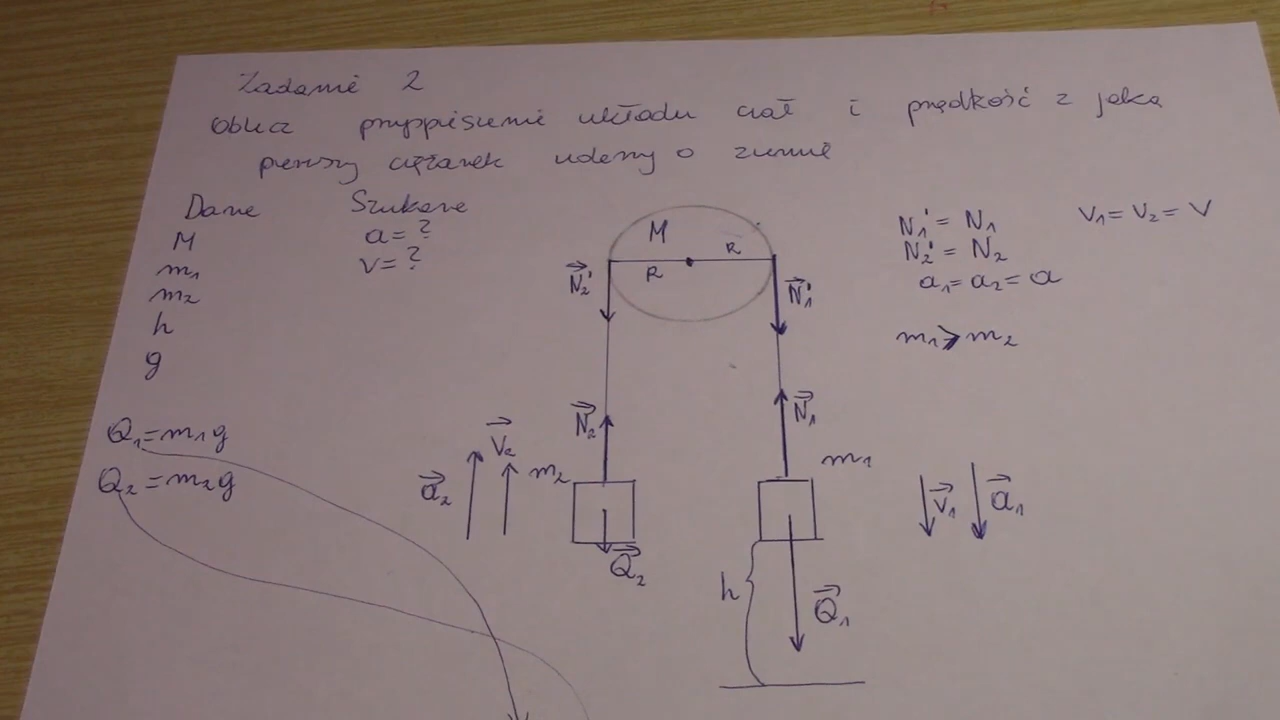 Zadanie 2
Oblicz przyspieszenie układu ciał i prędkość z jaką
pierwszy ciężarek uderzy o ziemię
Dane Szukane
M a=?
m₁ v=?
m₂
h
g
Q₁=m₁g
Q₂=m₂g
M
R R
N₂' N₁'
N₁' = N₁ V₁=V₂=V
N₂' = N₂
a₁=a₂=a
m₁>m₂
N₂ N₁
a₂ V₂ m₂ m₁ V₁ a₁
Q₂
h Q₁